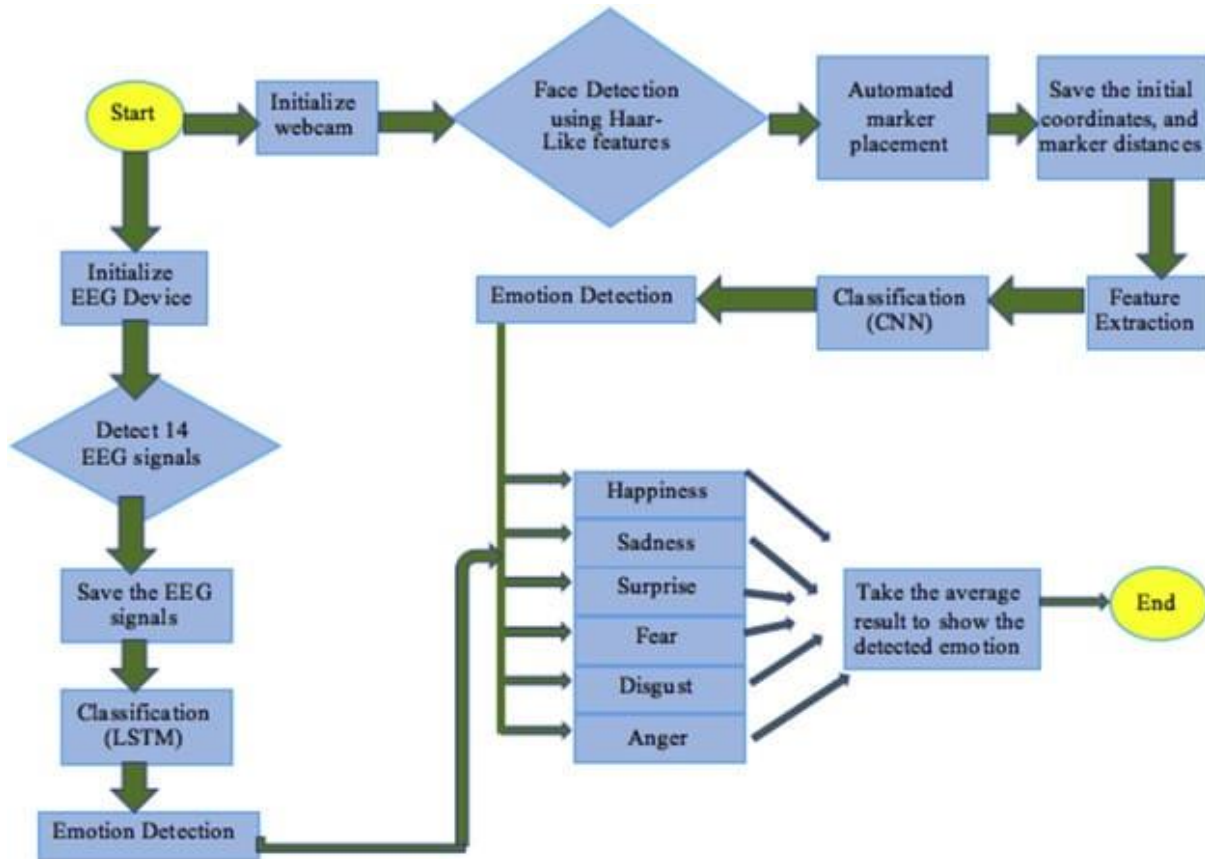 Start
Initialize
webcam
Face Detection
using Haar-
Like features
Automated
marker
placement
Save the initial
coordinates, and
marker distances
Initialize
EEG Device
Emotion Detection
Classification
(CNN)
Feature
Extraction
Detect 14
EEG signals
Save the EEG
signals
Classification
(LSTM)
Emotion Detection
Happiness
Sadness
Surprise
Fear
Disgust
Anger
Take the average
result to show the
detected emotion
End